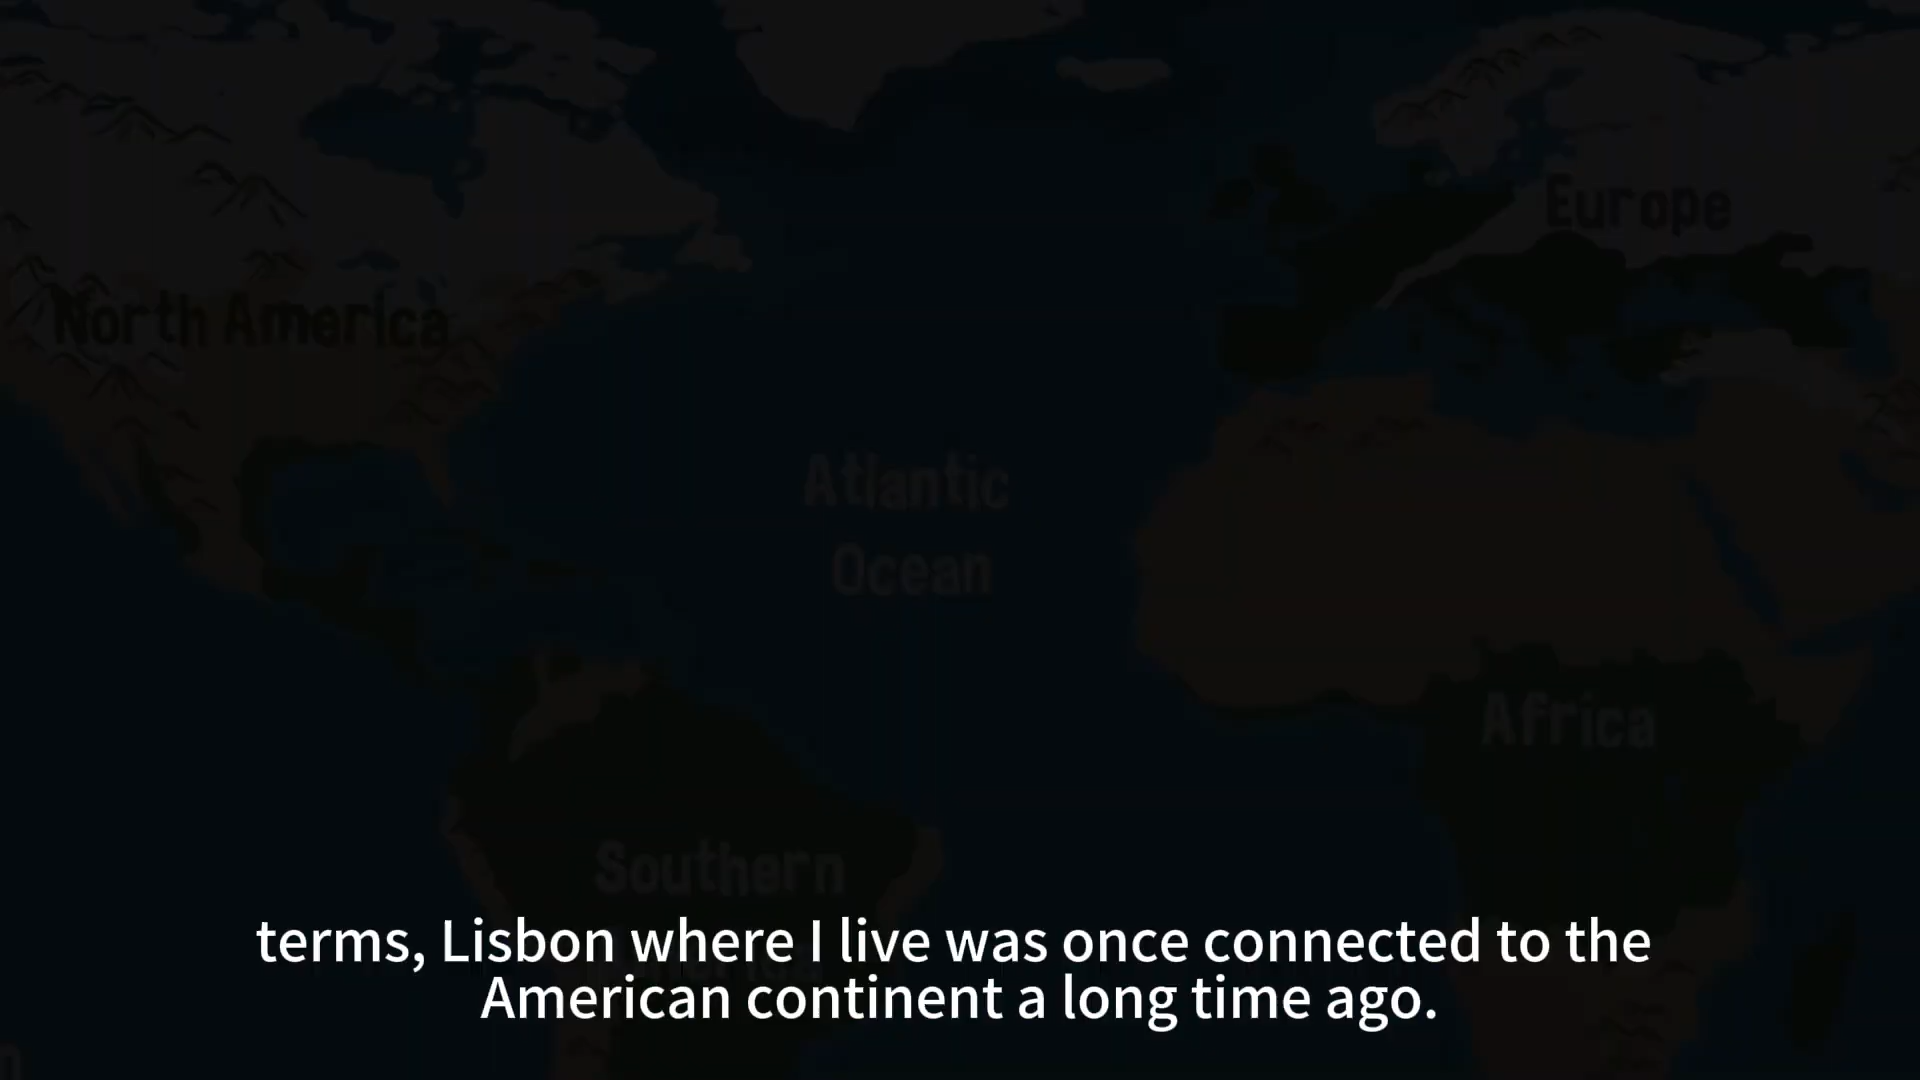 Europe
North America
Atlantic
Ocean
Africa
Southern
terms, Lisbon where I live was once connected to the
American continent a long time ago.